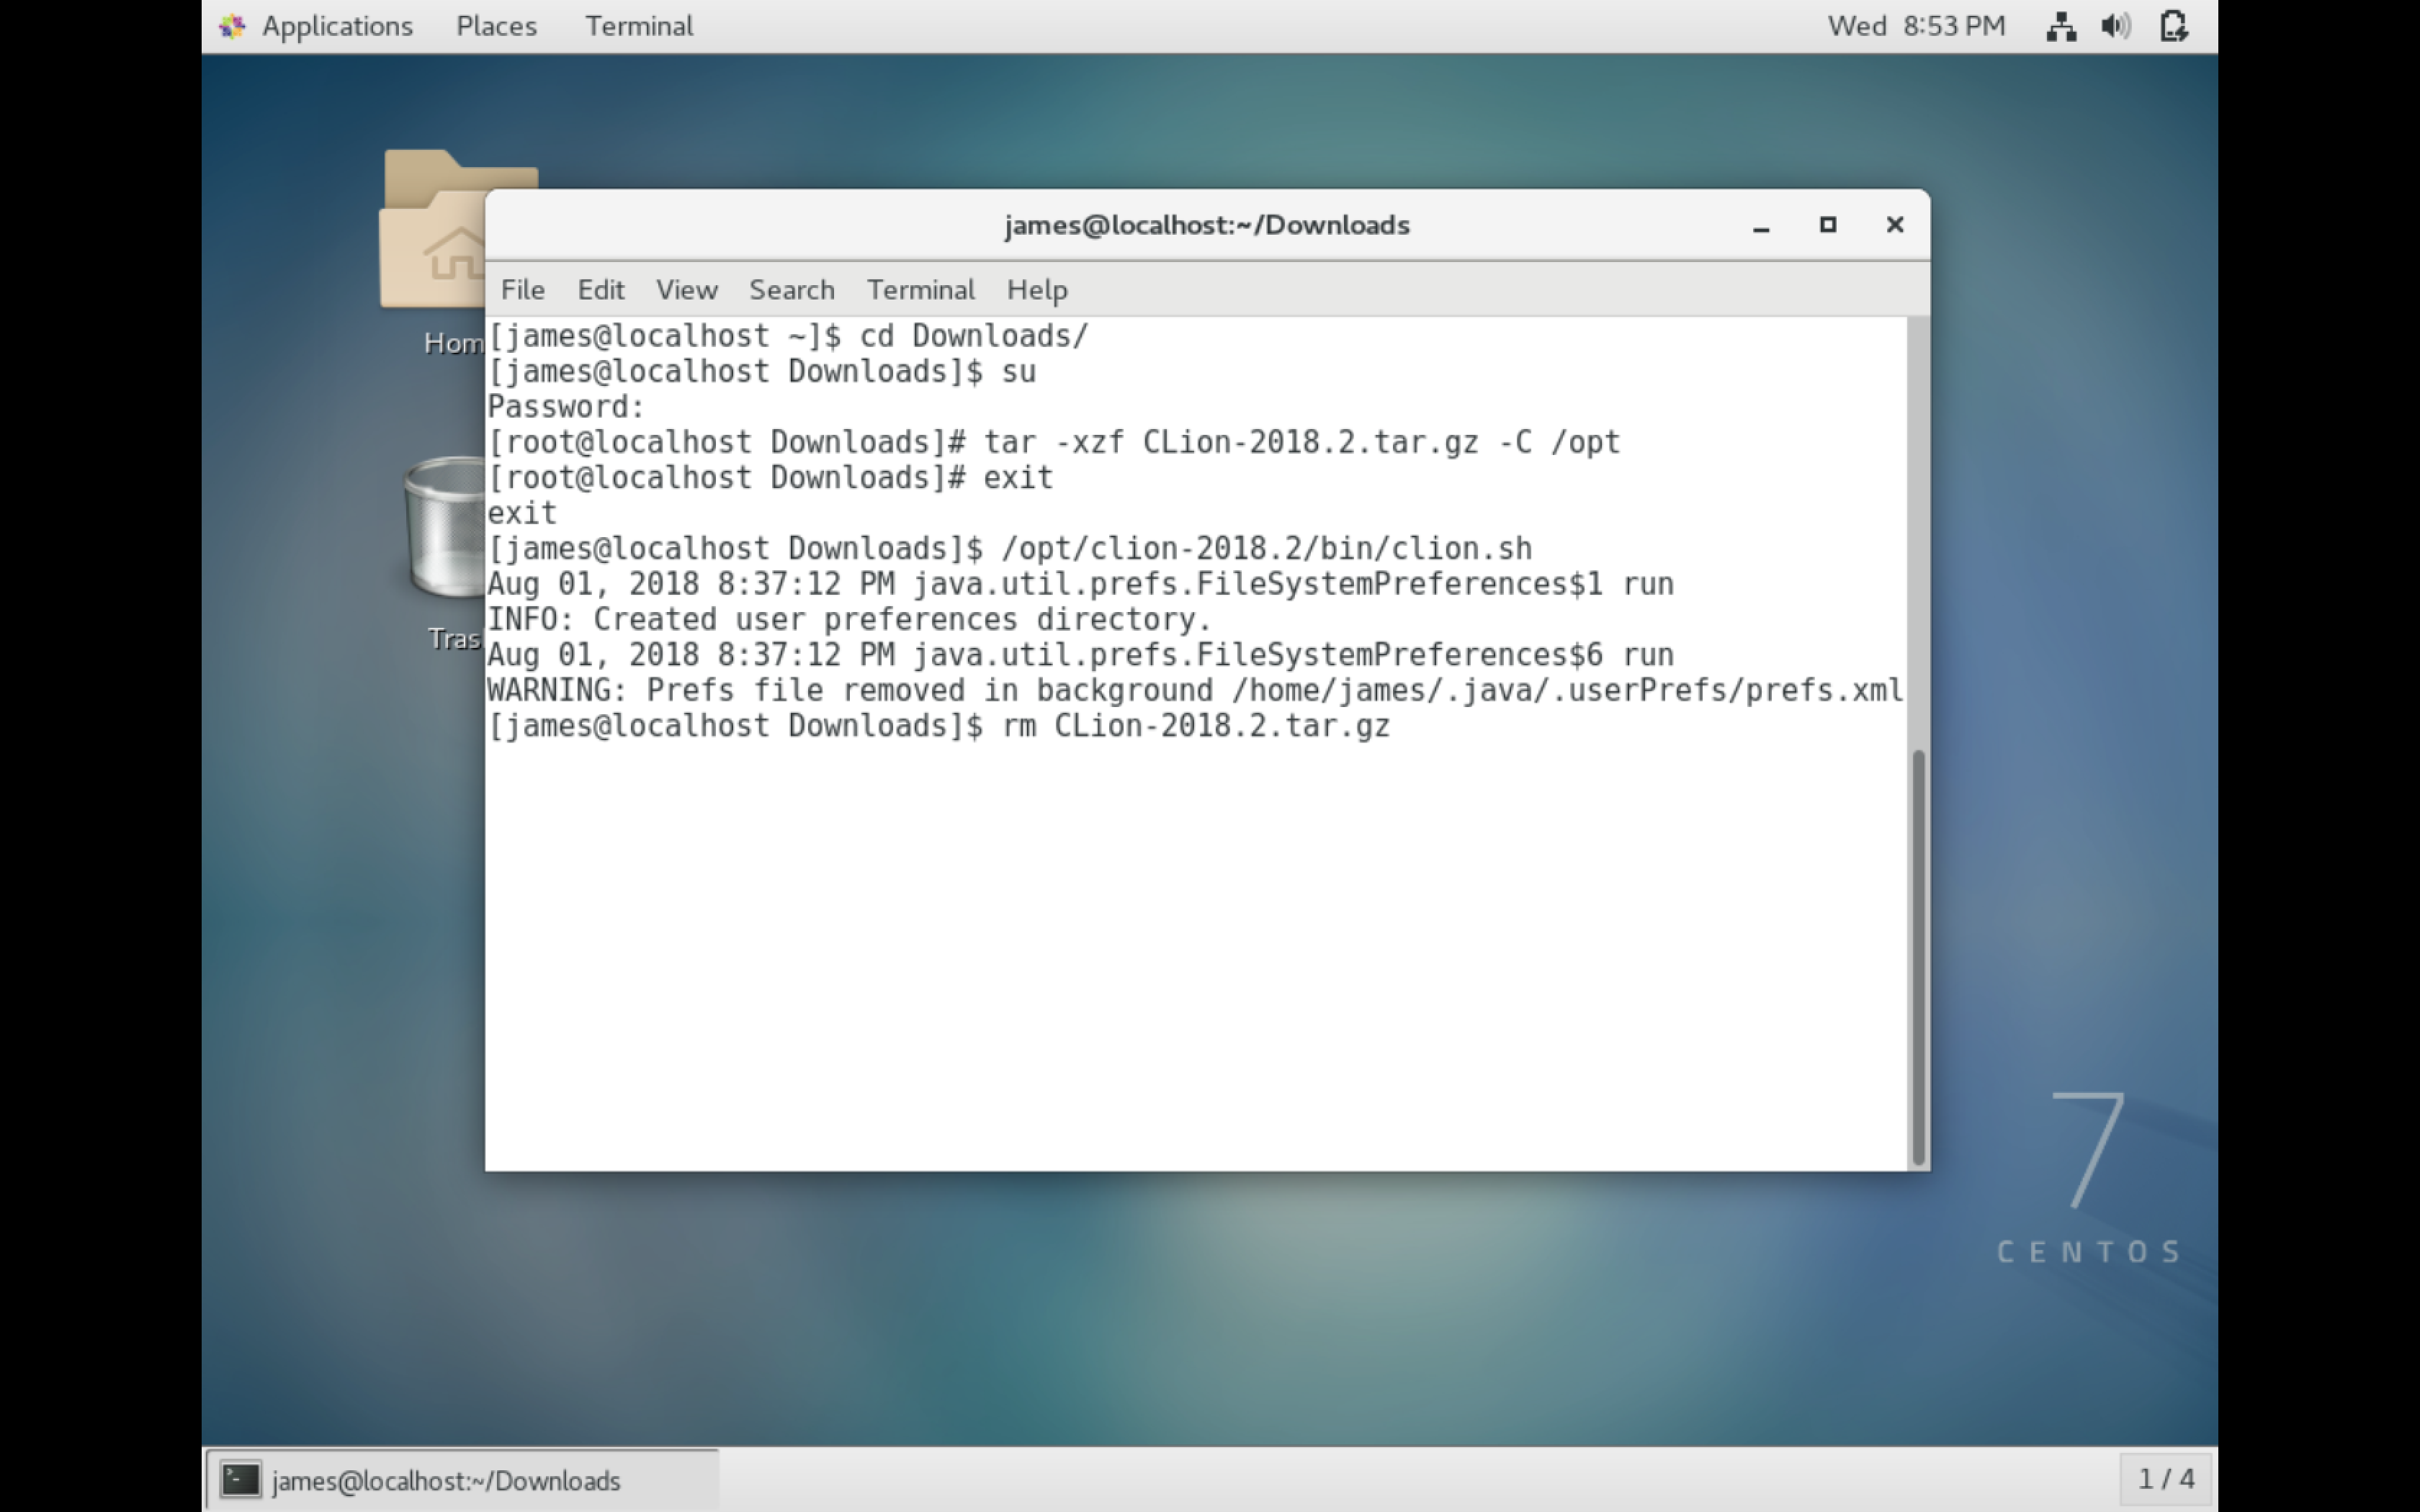 Applications Places Terminal Wed 8:53 PM
james@localhost:~/Downloads
File Edit View Search Terminal Help
[james@localhost ~]$ cd Downloads/
[james@localhost Downloads]$ su
Password:
[root@localhost Downloads]# tar -xzf CLion-2018.2.tar.gz -C /opt
[root@localhost Downloads]# exit
exit
[james@localhost Downloads]$ /opt/clion-2018.2/bin/clion.sh
Aug 01, 2018 8:37:12 PM java.util.prefs.FileSystemPreferences$1 run
INFO: Created user preferences directory.
Aug 01, 2018 8:37:12 PM java.util.prefs.FileSystemPreferences$6 run
WARNING: Prefs file removed in background /home/james/.java/.userPrefs/prefs.xml
[james@localhost Downloads]$ rm CLion-2018.2.tar.gz
Hom
Tras
7
CENTOS
james@localhost:~/Downloads
1 / 4